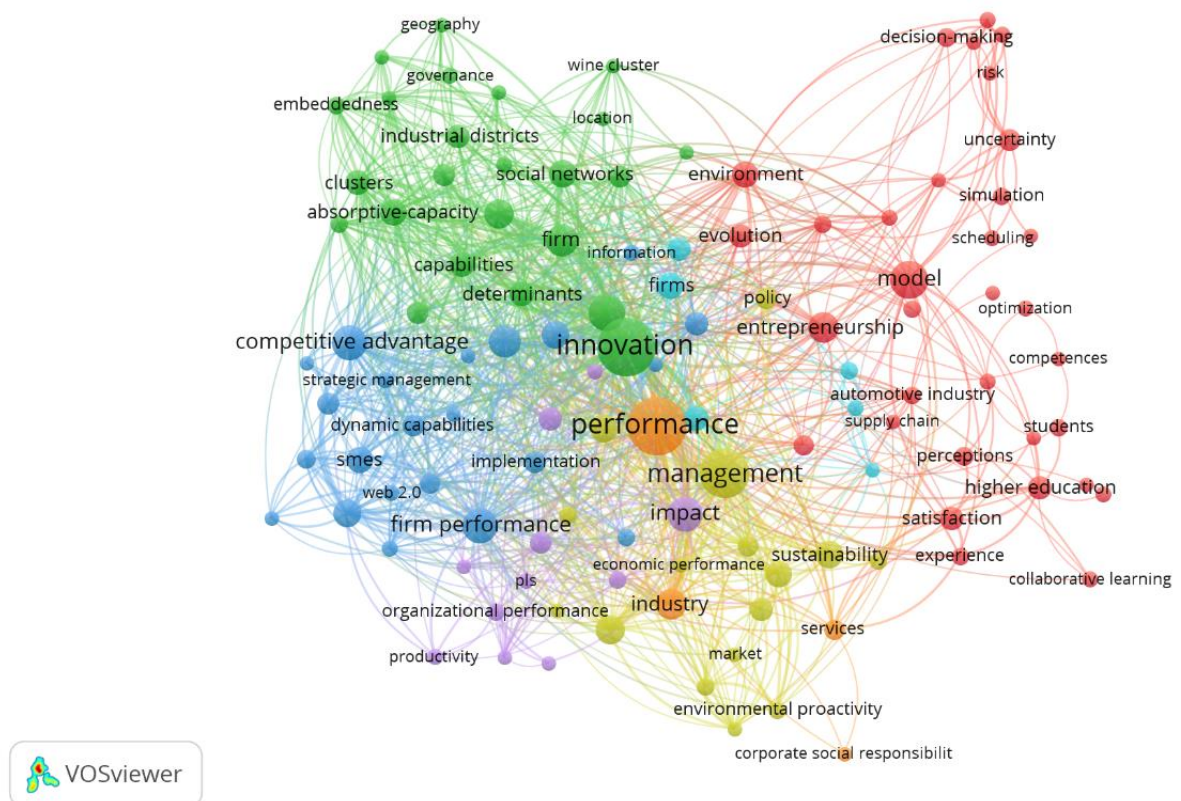 geography
decision-making
governance
wine cluster
risk
embeddedness
location
industrial districts
uncertainty
social networks
environment
clusters
simulation
absorptive-capacity
evolution
scheduling
firm
information
capabilities
model
firms
determinants
policy
optimization
entrepreneurship
competitive advantage
innovation
competences
strategic management
automotive industry
supply chain
dynamic capabilities
performance
students
perceptions
smes
implementation
management
web 2.0
higher education
impact
satisfaction
firm performance
sustainability
experience
economic performance
pls
collaborative learning
organizational performance
industry
services
productivity
market
environmental proactivity
corporate social responsibilit
VOSviewer